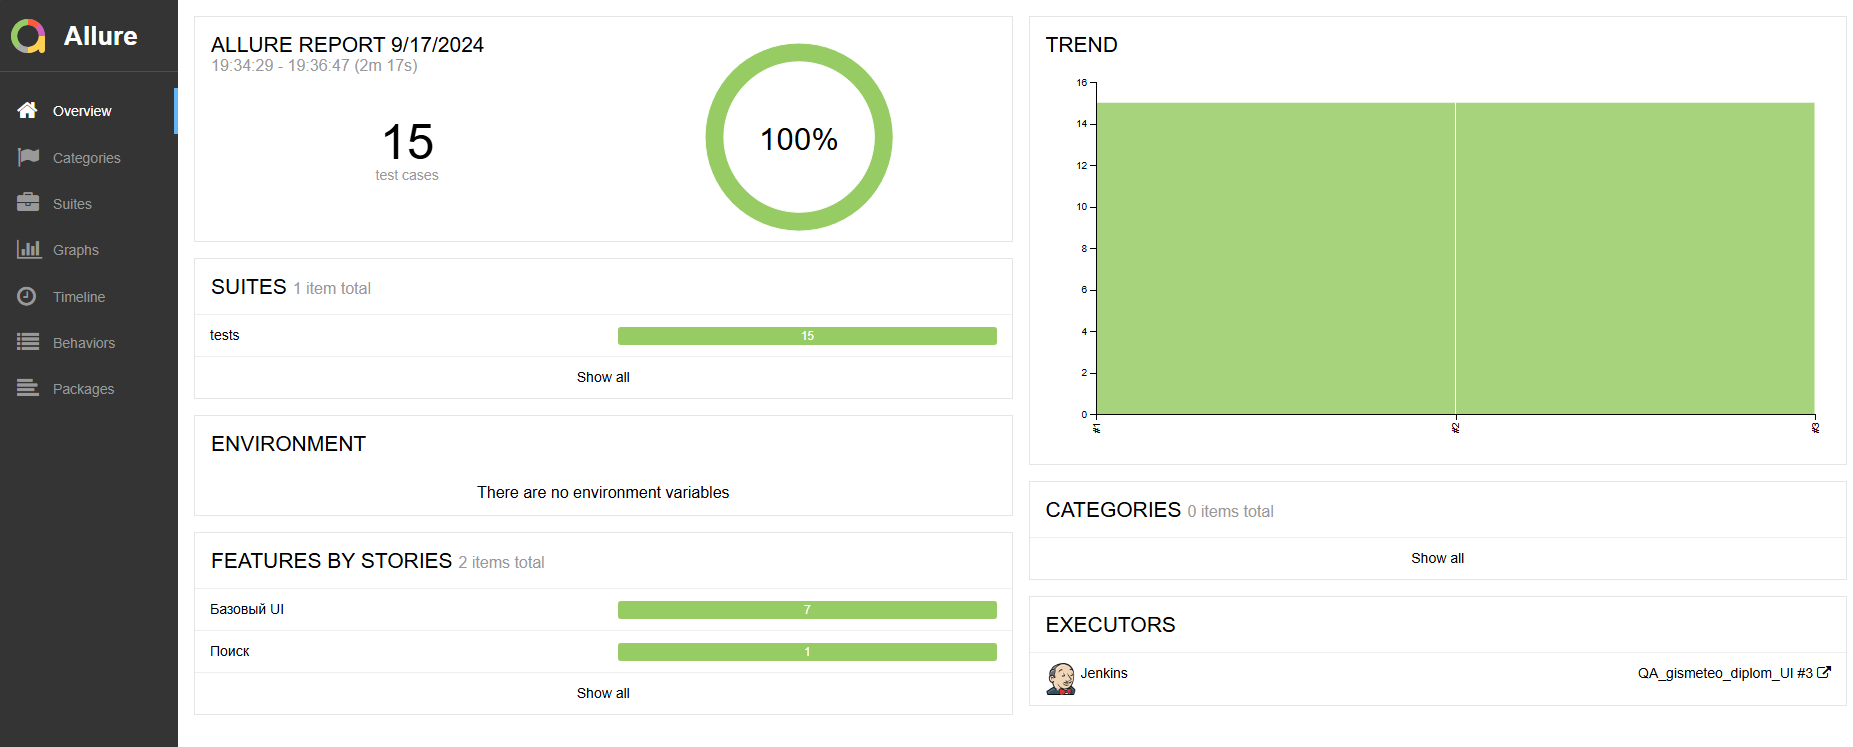 Allure
Overview
Categories
Suites
Graphs
Timeline
Behaviors
Packages
ALLURE REPORT 9/17/2024
19:34:29 - 19:36:47 (2m 17s)
15
test cases
100%
SUITES 1 item total
tests 15
Show all
ENVIRONMENT
There are no environment variables
FEATURES BY STORIES 2 items total
Базовый UI 7
Поиск 1
Show all
TREND
16
14
12
10
8
6
4
2
0
#1 #2 #3
CATEGORIES 0 items total
Show all
EXECUTORS
Jenkins QA_gismeteo_diplom_UI #3